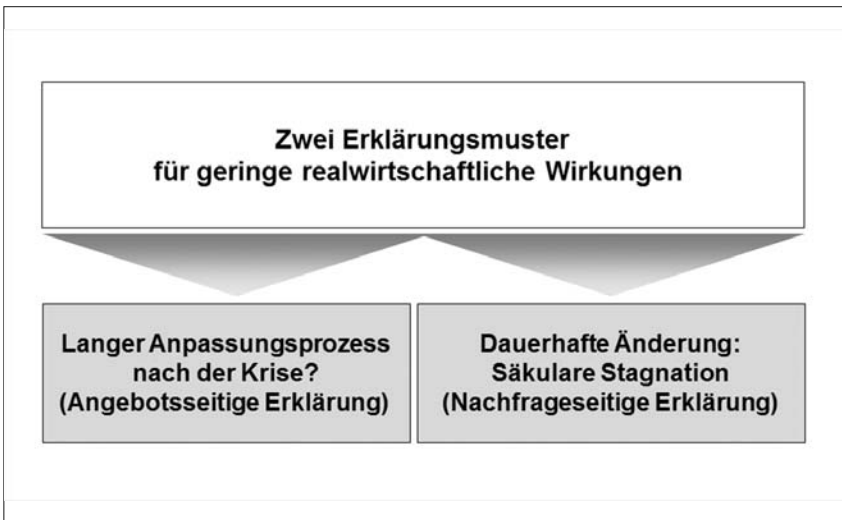 Zwei Erklärungsmuster
für geringe realwirtschaftliche Wirkungen
Langer Anpassungsprozess
nach der Krise?
(Angebotsseitige Erklärung)
Dauerhafte Änderung:
Säkulare Stagnation
(Nachfrageseitige Erklärung)